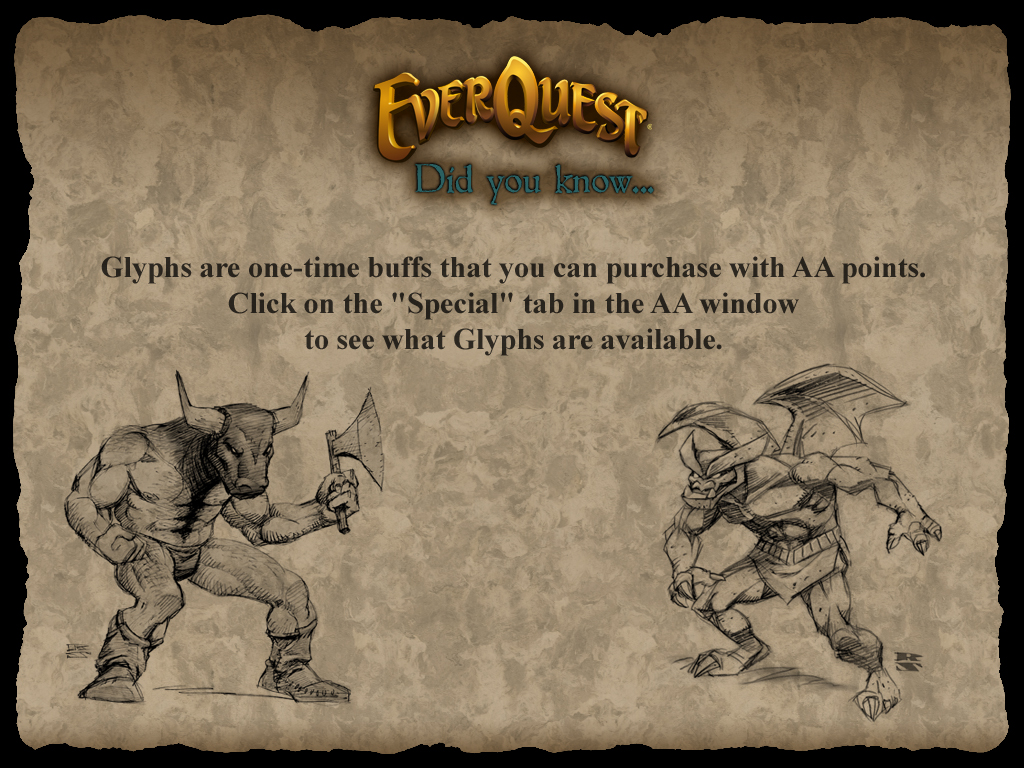 EverQuest
Did you know...
Glyphs are one-time buffs that you can purchase with AA points.
Click on the "Special" tab in the AA window
to see what Glyphs are available.